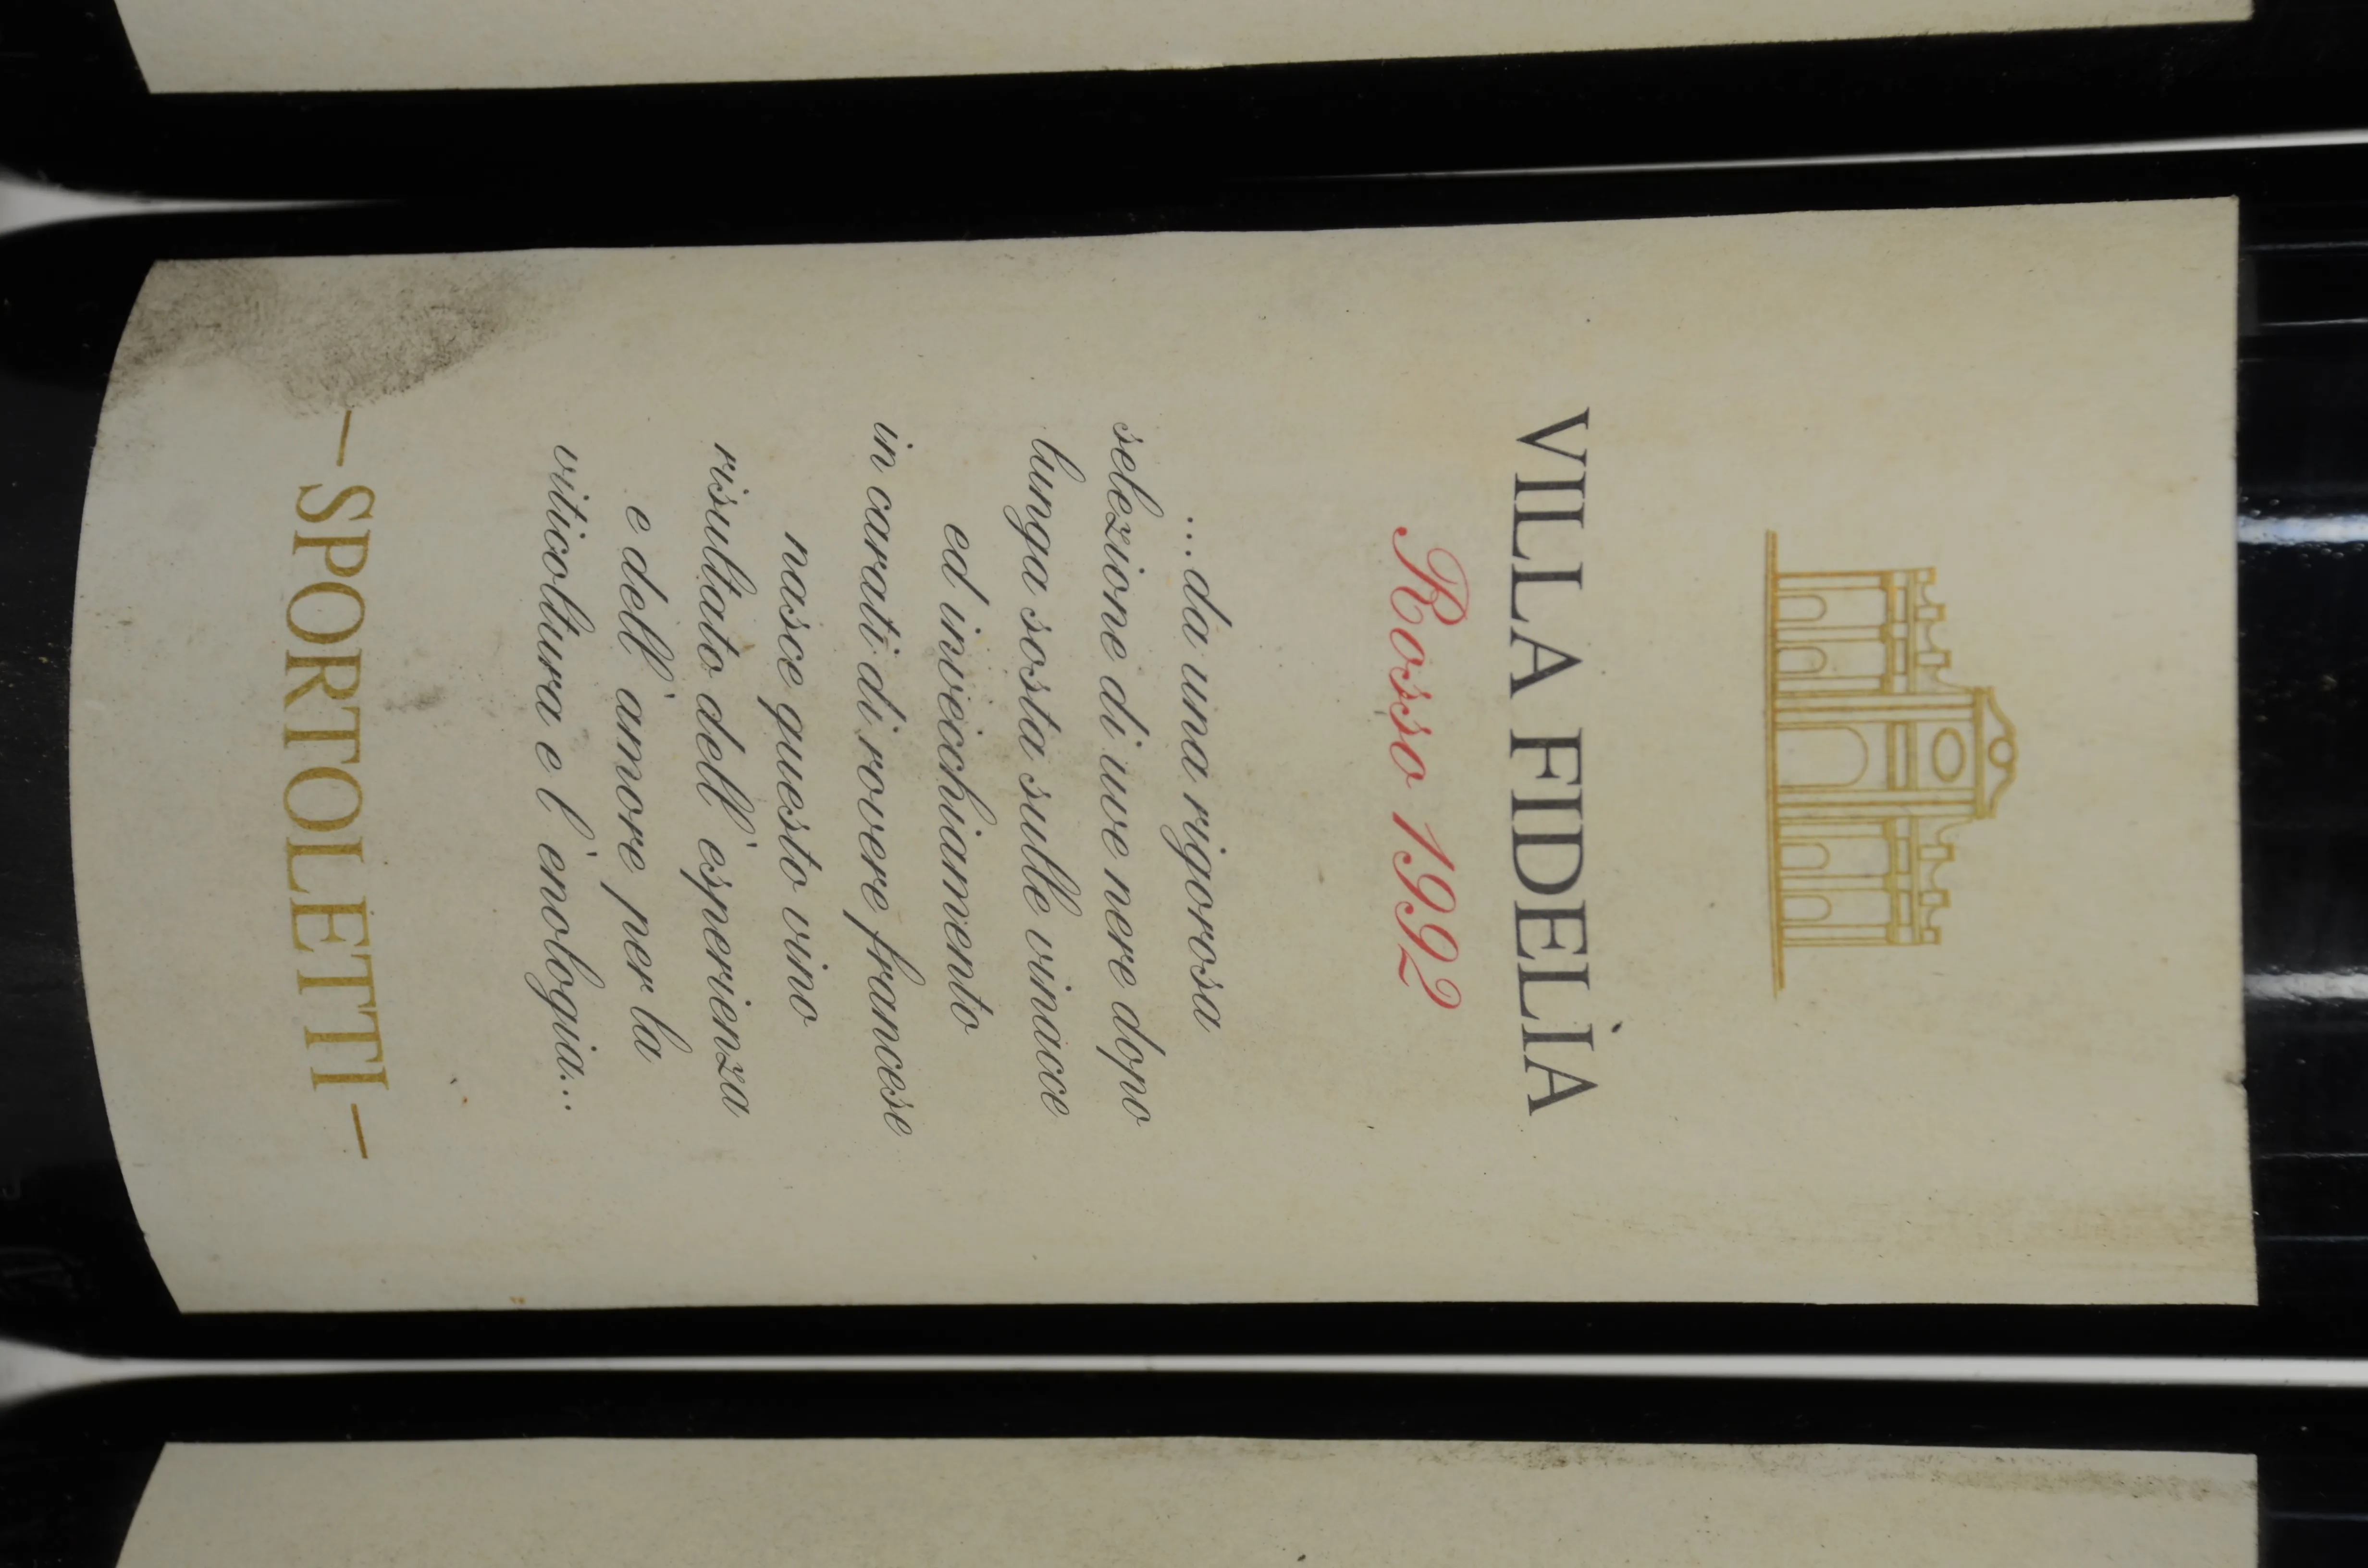 VILLA FIDELÌA
Rosso 1992
...da una rigorosa
selezione di uve nere dopo
lunga sosta sulle vinacce
ed invecchiamento
in carati di rovere francese
nasce questo vino
risultato dell'esperienza
e dell'amore per la
viticoltura e l'enologia...
– SPORTOLETTI –